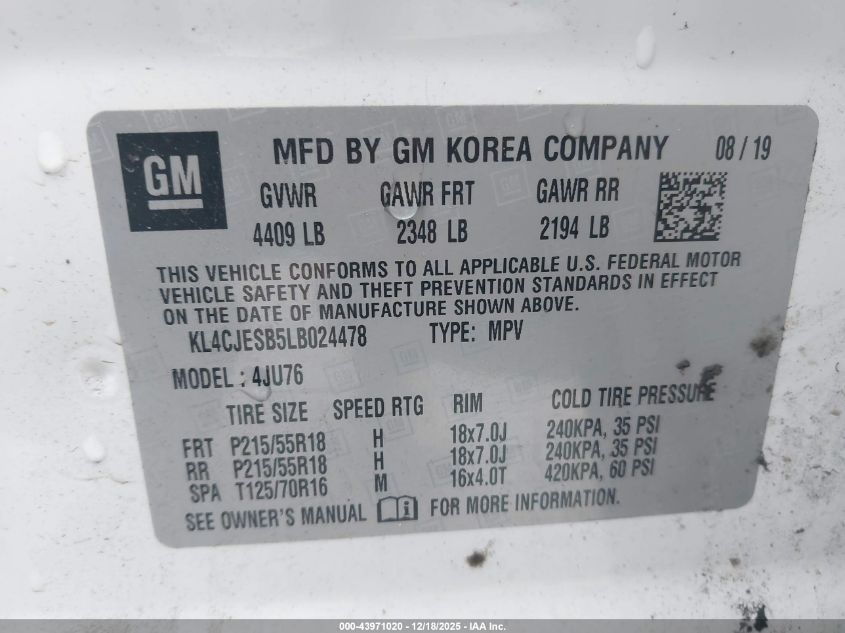 GM
MFD BY GM KOREA COMPANY 08 / 19
GVWR GAWR FRT GAWR RR
4409 LB 2348 LB 2194 LB
THIS VEHICLE CONFORMS TO ALL APPLICABLE U.S. FEDERAL MOTOR
VEHICLE SAFETY AND THEFT PREVENTION STANDARDS IN EFFECT
ON THE DATE OF MANUFACTURE SHOWN ABOVE.
KL4CJESB5LB024478 TYPE: MPV
MODEL : 4JU76
TIRE SIZE SPEED RTG RIM COLD TIRE PRESSURE
FRT P215/55R18 H 18x7.0J 240KPA, 35 PSI
RR P215/55R18 H 18x7.0J 240KPA, 35 PSI
SPA T125/70R16 M 16x4.0T 420KPA, 60 PSI
SEE OWNER'S MANUAL i FOR MORE INFORMATION.
000-43971020 - 12/18/2025 - IAA Inc.